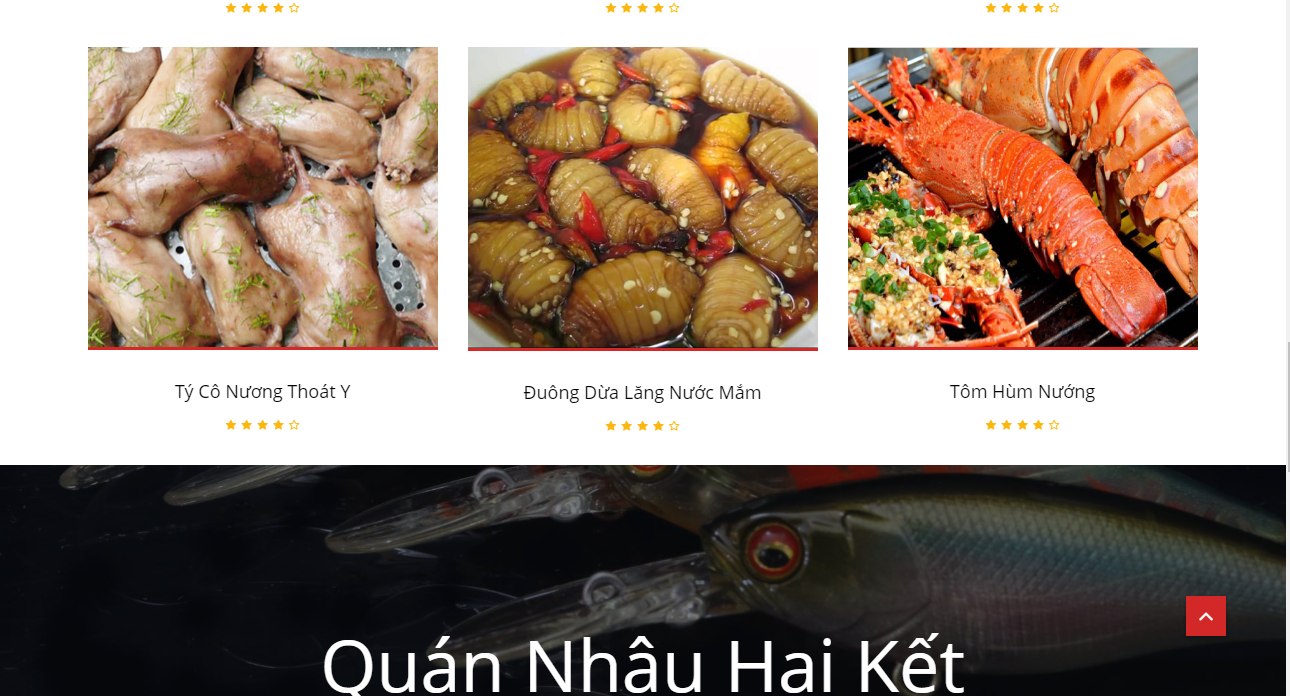 Tý Cô Nương Thoát Y
Đuông Dừa Lăng Nước Mắm
Tôm Hùm Nướng
Quán Nhâu Hai Kết